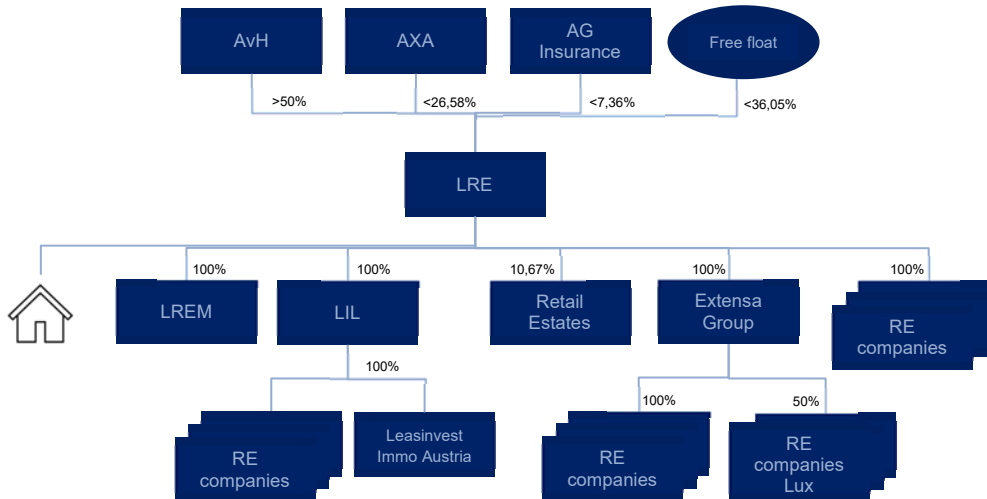 AvH
AXA
AG
Insurance
Free float
>50%
<26,58%
<7,36%
<36,05%
LRE
100%
100%
10,67%
100%
100%
LREM
LIL
Retail
Estates
Extensa
Group
RE
companies
100%
100%
50%
RE
companies
Leasinvest
Immo Austria
RE
companies
RE
companies
Lux